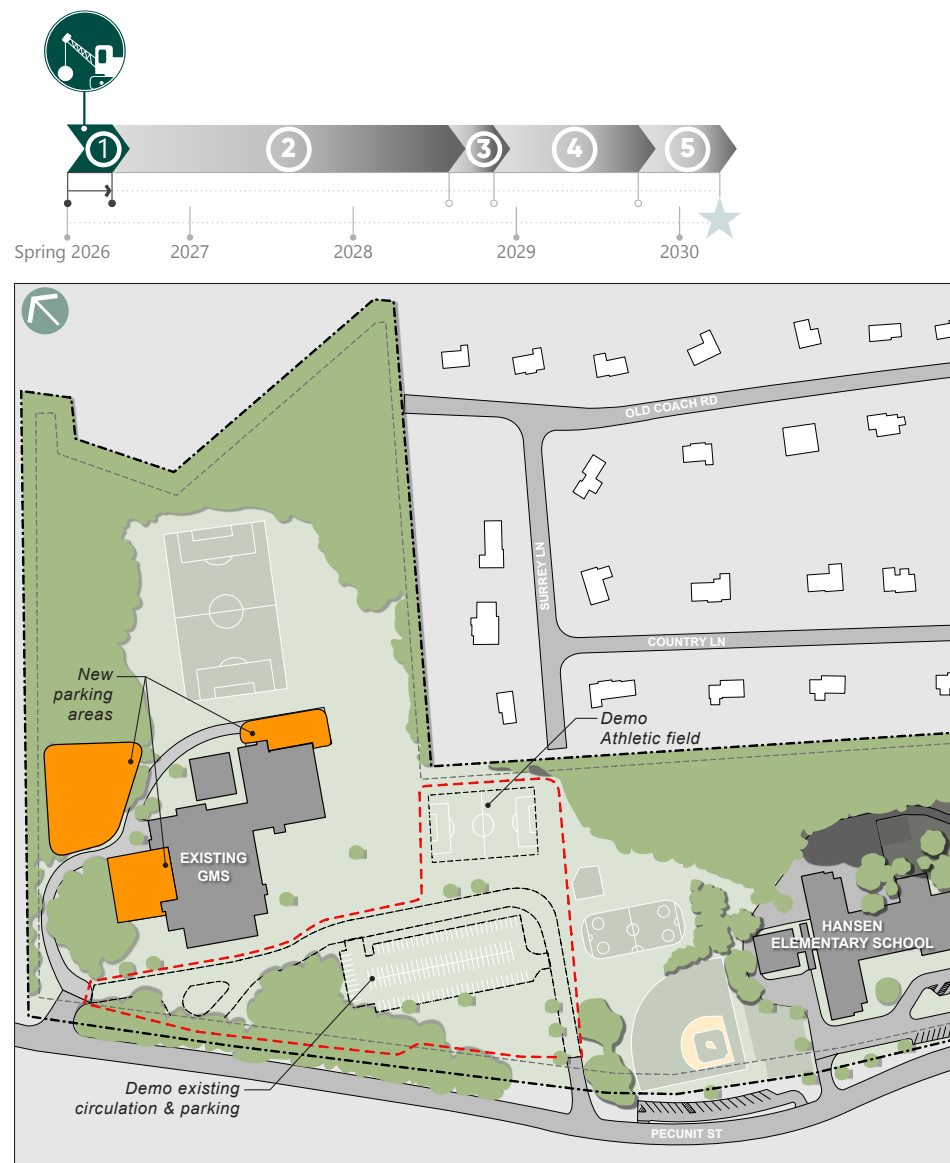 1
2
3
4
5
Spring 2026
2027
2028
2029
2030
OLD COACH RD
SURREY LN
COUNTRY LN
New
parking
areas
Demo
Athletic field
EXISTING
GMS
HANSEN
ELEMENTARY SCHOOL
Demo existing
circulation & parking
PECUNIT ST